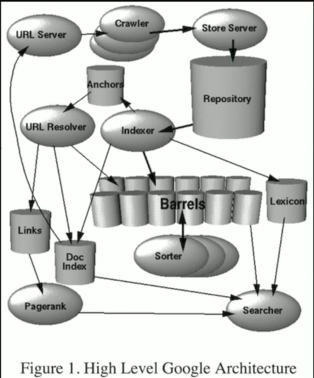 Crawler
URL Server
Store Server
Anchors
Repository
URL Resolver
Indexer
Barrels
Lexicon
Links
Doc
Index
Sorter
Pagerank
Searcher
Figure 1. High Level Google Architecture